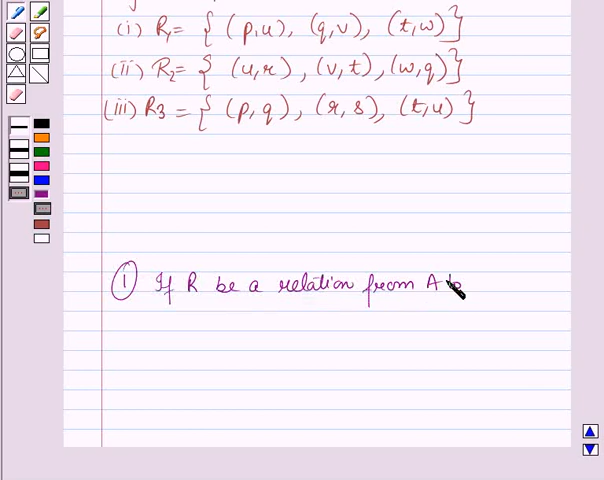 (i) R1 = { (p,u), (q,v), (t,w)}
(ii) R2 = { (u,r), (v,t), (w,q)}
(iii) R3 = { (p,q), (r,s), (t,u) }
① If R be a relation from A